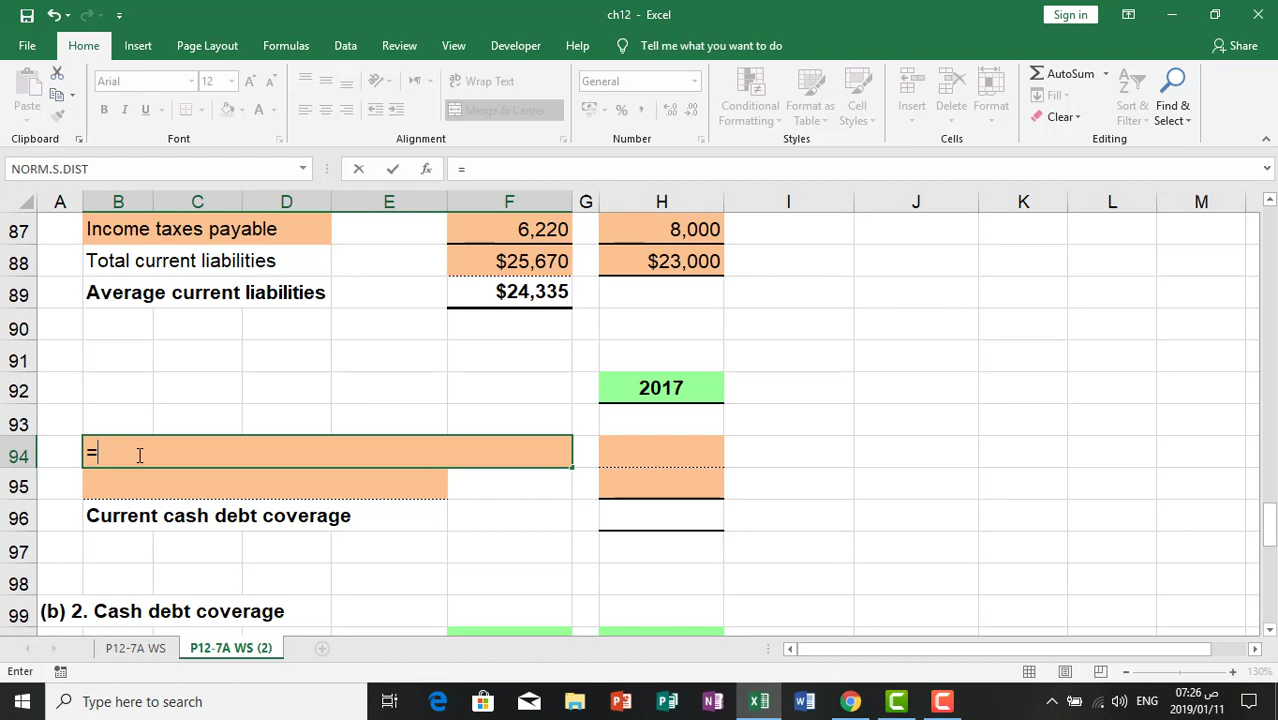 ch12 - Excel
Sign in
File Home Insert Page Layout Formulas Data Review View Developer Help Tell me what you want to do Share
Paste
Arial 12
B I U
Wrap Text
Merge & Center
General
Conditional Formatting
Format as Table
Cell Styles
Insert Delete Format
AutoSum
Fill
Clear
Sort & Filter
Find & Select
Clipboard Font Alignment Number Styles Cells Editing
NORM.S.DIST fx =
A B C D E F G H I J K L M
87 Income taxes payable 6,220 8,000
88 Total current liabilities $25,670 $23,000
89 Average current liabilities $24,335
90
91
92 2017
93
94 =
95
96 Current cash debt coverage
97
98
99 (b) 2. Cash debt coverage
P12-7A WS P12-7A WS (2)
Enter 130%
Type here to search
ENG 07:26 ص
2019/01/11